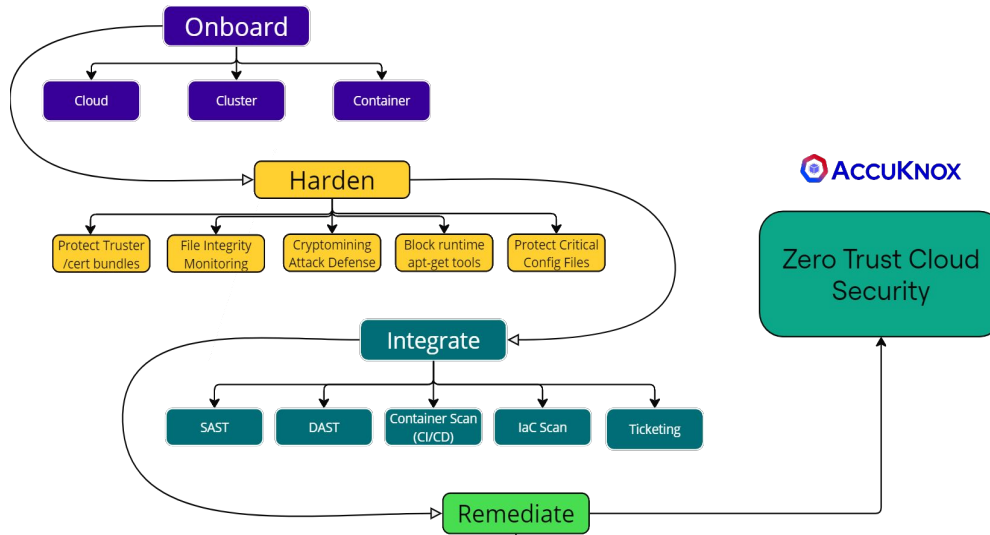 Onboard
Cloud
Cluster
Container
Harden
ACCUKNOX
Protect Truster
/cert bundles
File Integrity
Monitoring
Cryptomining
Attack Defense
Block runtime
apt-get tools
Protect Critical
Config Files
Zero Trust Cloud
Security
Integrate
SAST
DAST
Container Scan
(CI/CD)
IaC Scan
Ticketing
Remediate